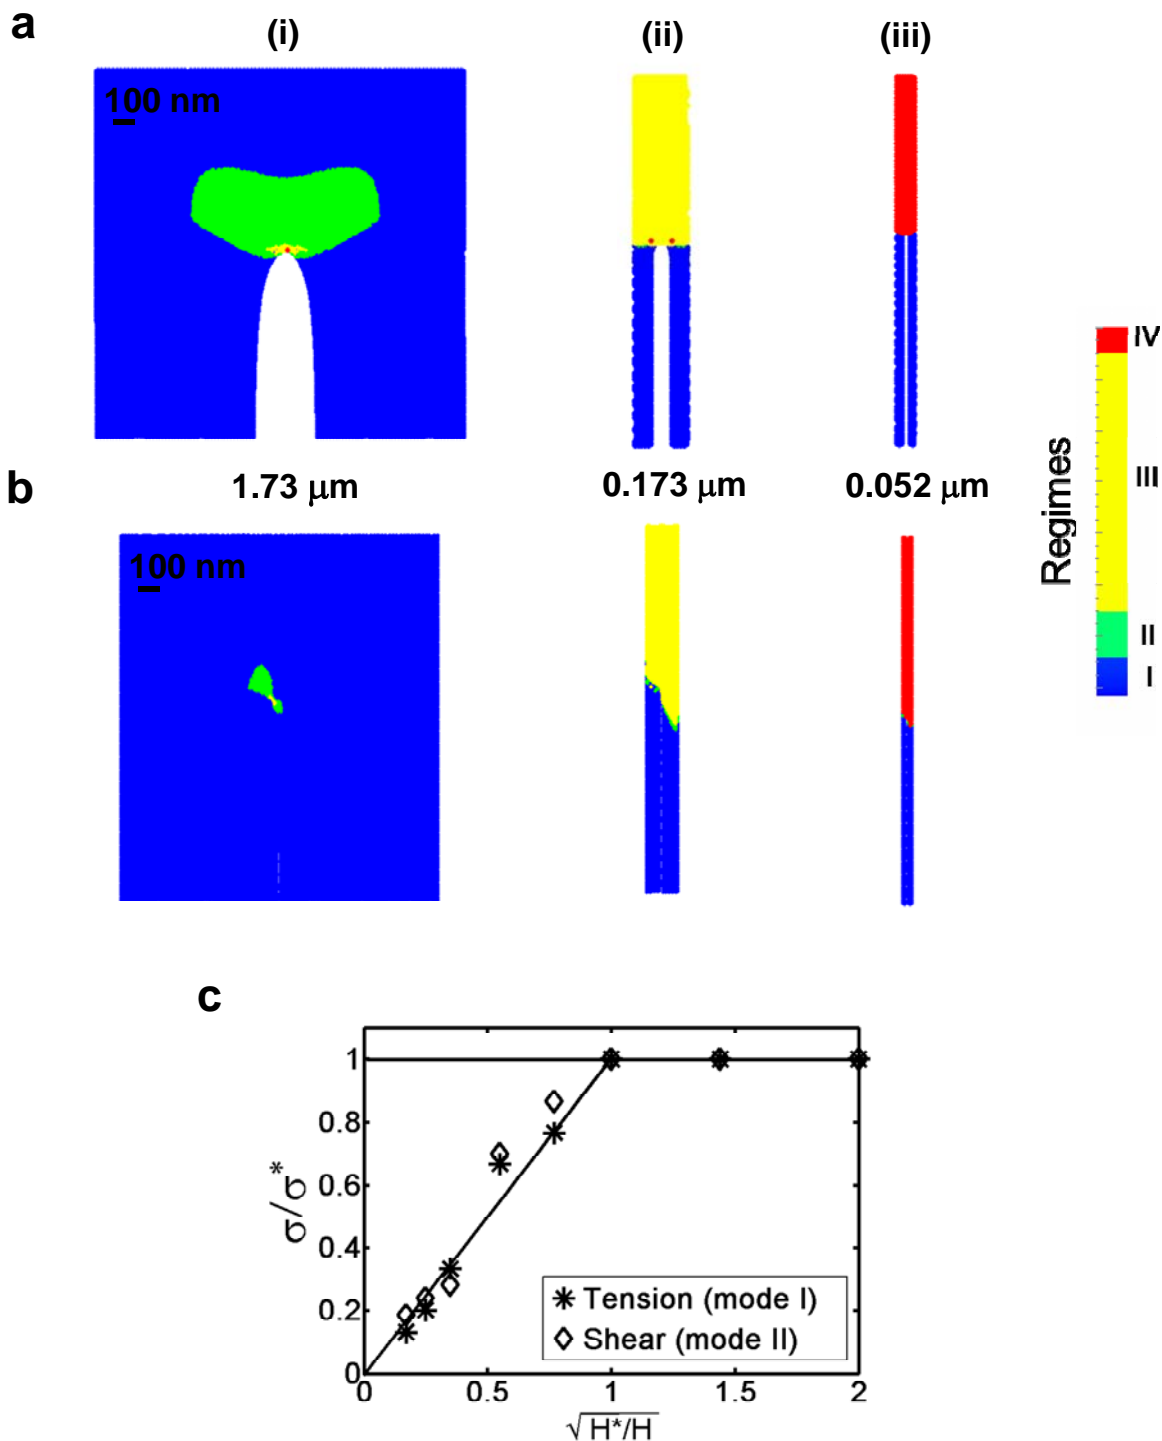 a
(i) (ii) (iii)
100 nm
b
1.73 μm 0.173 μm 0.052 μm
100 nm
Regimes
IV
III
II
I
c
σ/σ*
1
0.8
0.6
0.4
0.2
0
Tension (mode I)
Shear (mode II)
0 0.5 1 1.5 2
√H*/H